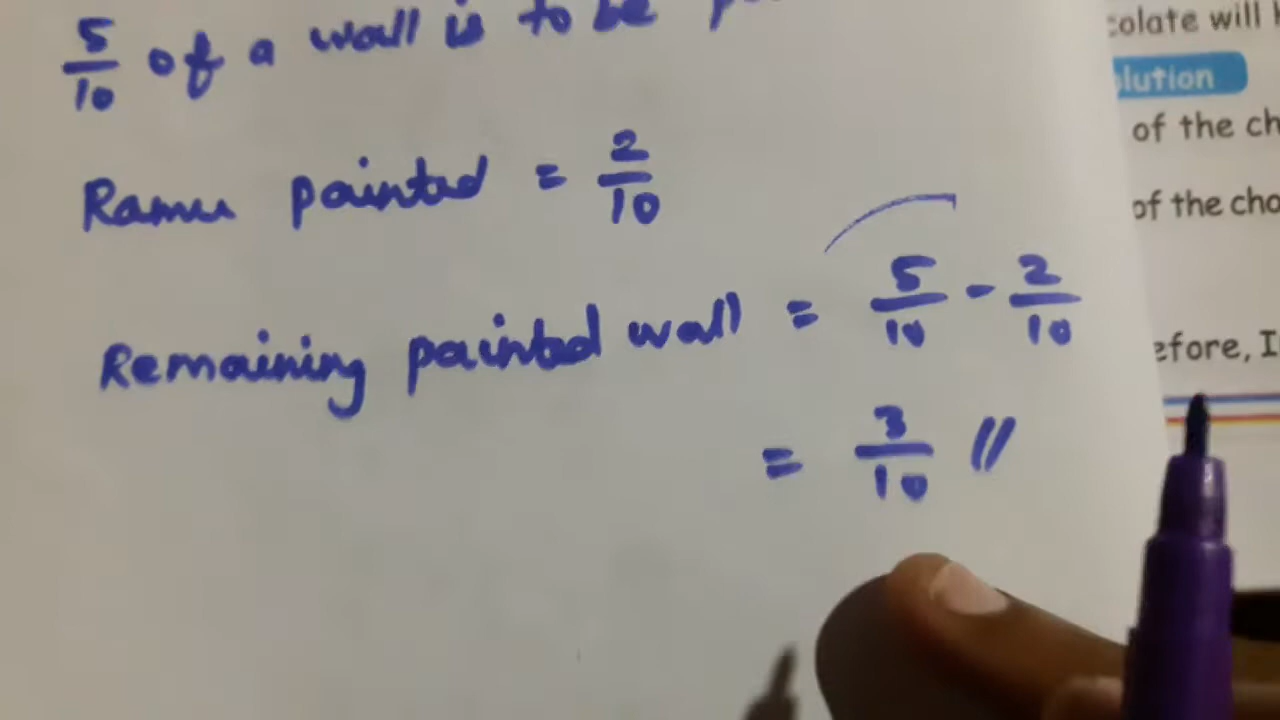 5/10 of a wall is to be
Ramu painted = 2/10
Remaining painted wall = 5/10 - 2/10
= 3/10 //
colate will
lution
of the ch
of the cho
efore, I